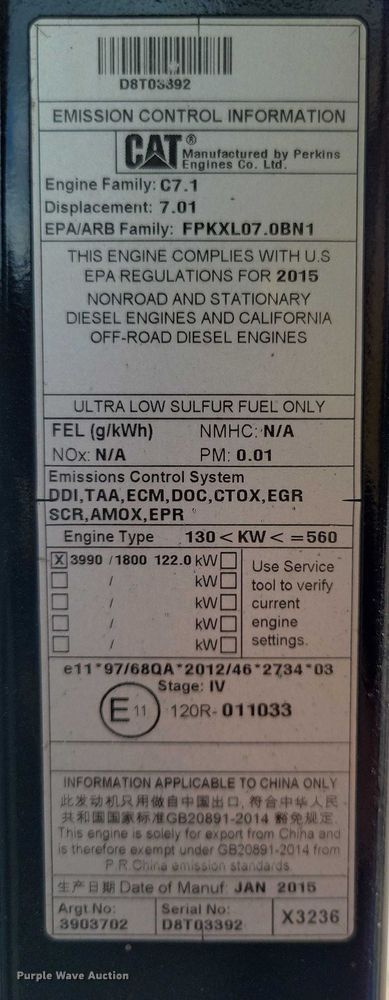 D8T03392
EMISSION CONTROL INFORMATION
CAT® Manufactured by Perkins
Engines Co. Ltd.
Engine Family: C7.1
Displacement: 7.01
EPA/ARB Family: FPKXL07.0BN1
THIS ENGINE COMPLIES WITH U.S
EPA REGULATIONS FOR 2015
NONROAD AND STATIONARY
DIESEL ENGINES AND CALIFORNIA
OFF-ROAD DIESEL ENGINES
ULTRA LOW SULFUR FUEL ONLY
FEL (g/kWh) NMHC: N/A
NOx: N/A PM: 0.01
Emissions Control System
DDI,TAA,ECM,DOC,CTOX,EGR
SCR,AMOX,EPR
Engine Type 130 < KW < =560
X 3990 /1800 122.0 kW
/ kW
/ kW
/ kW
/ kW
Use Service
tool to verify
current
engine
settings.
e11*97/68QA*2012/46*2734*03
Stage: IV
E 11 120R-011033
INFORMATION APPLICABLE TO CHINA ONLY
此发动机只用做自中国出口, 符合中华人民
共和国国家标准GB20891-2014 豁免规定.
This engine is solely for export from China and
is therefore exempt under GB20891-2014 from
P.R.China emission standards.
生产日期 Date of Manuf: JAN 2015
Argt No: Serial No:
3903702 D8T03392 X3236
Purple Wave Auction